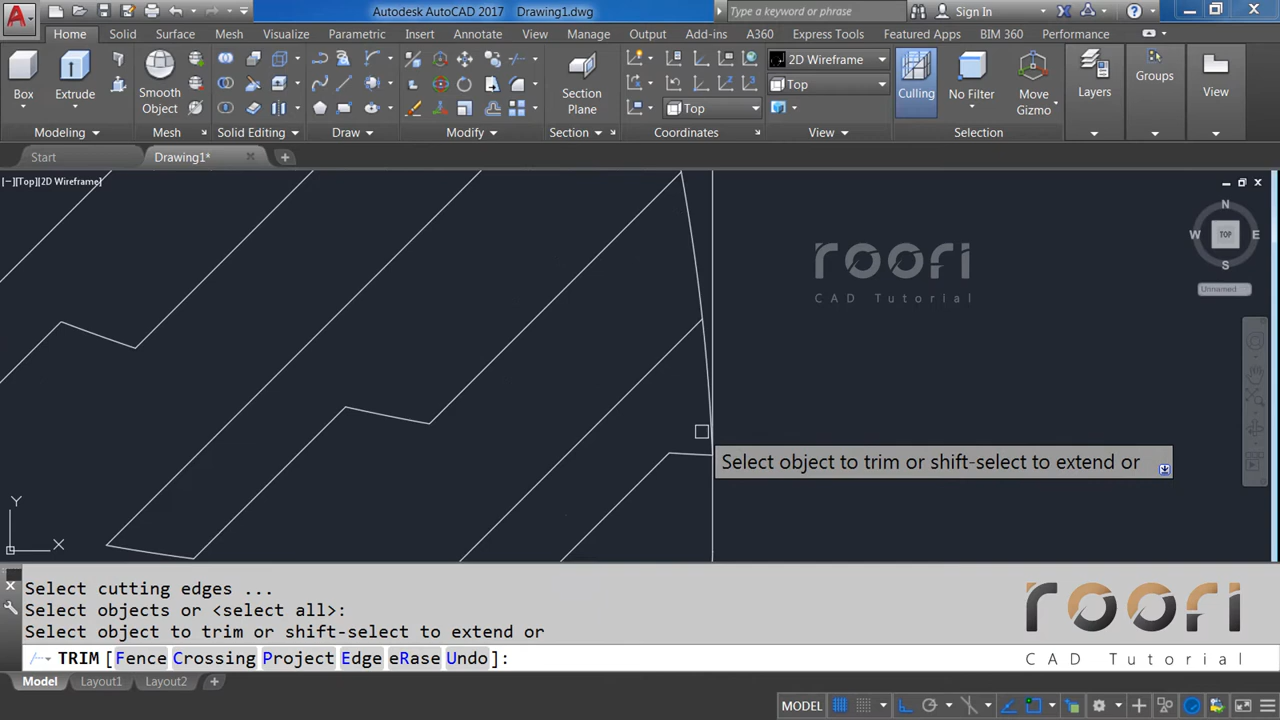 A
Autodesk AutoCAD 2017 Drawing1.dwg
Type a keyword or phrase
Sign In
Home Solid Surface Mesh Visualize Parametric Insert Annotate View Manage Output Add-ins A360 Express Tools Featured Apps BIM 360 Performance
Box
Extrude
Smooth Object
Section Plane
2D Wireframe
Top
Top
Culling
No Filter
Move Gizmo
Layers
Groups
View
Modeling Mesh Solid Editing Draw Modify Section Coordinates View Selection
Start Drawing1*
[−][Top][2D Wireframe]
N
W TOP E
S
Unnamed
roori
CAD Tutorial
Select object to trim or shift-select to extend or
Y
X
Select cutting edges ...
Select objects or <select all>:
Select object to trim or shift-select to extend or
TRIM [Fence Crossing Project Edge eRase Undo]:
roori
CAD Tutorial
Model Layout1 Layout2
MODEL